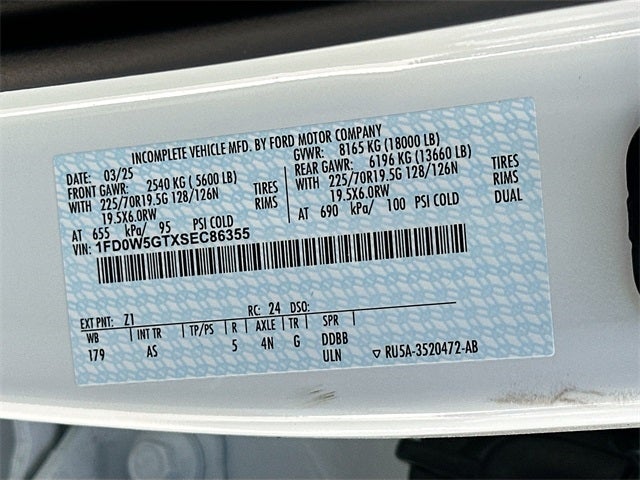 INCOMPLETE VEHICLE MFD. BY FORD MOTOR COMPANY
DATE: 03/25 GVWR: 8165 KG (18000 LB)
FRONT GAWR: 2540 KG (5600 LB) REAR GAWR: 6196 KG (13660 LB)
WITH 225/70R19.5G 128/126N TIRES WITH 225/70R19.5G 128/126N TIRES
19.5X6.0RW RIMS 19.5X6.0RW RIMS
AT 655 kPa/ 95 PSI COLD AT 690 kPa/ 100 PSI COLD DUAL
VIN: 1FD0W5GTXSEC86355
EXT PNT: Z1 RC: 24 DSO:
WB INT TR TP/PS R AXLE TR SPR
179 AS 5 4N G DDBB
ULN ▽ RU5A-3520472-AB